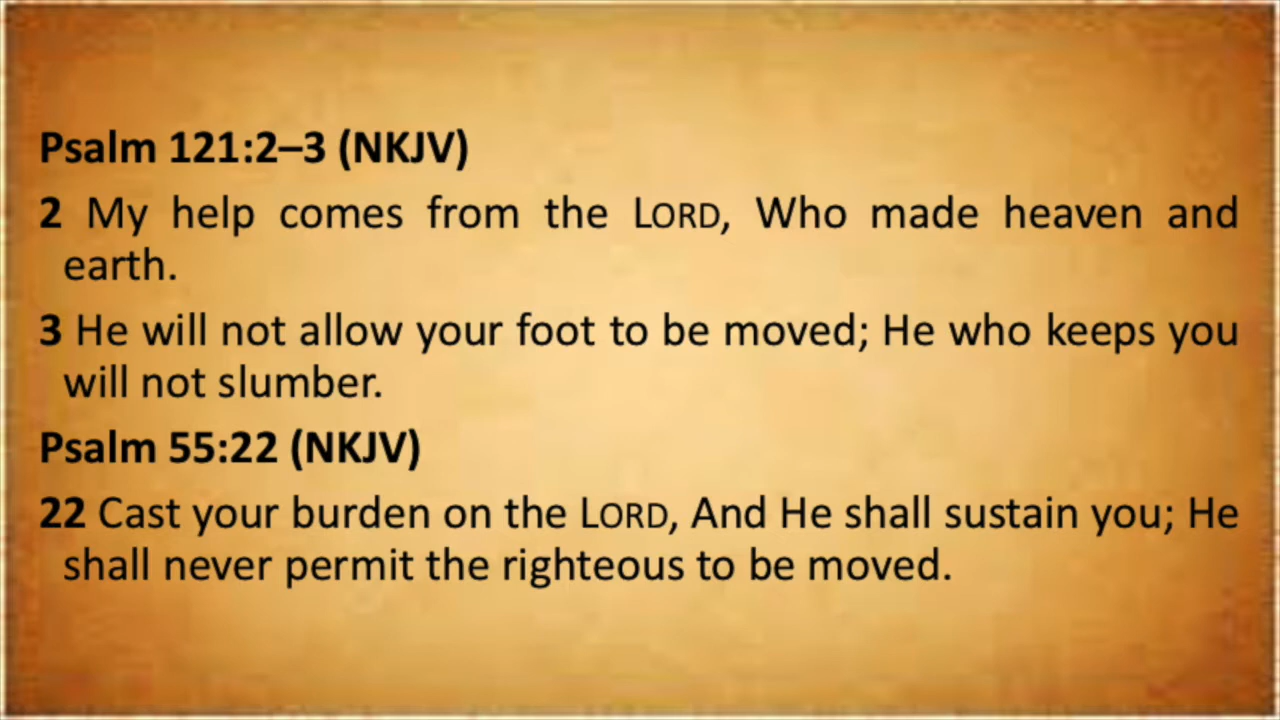 Psalm 121:2–3 (NKJV)
2 My help comes from the LORD, Who made heaven and
earth.
3 He will not allow your foot to be moved; He who keeps you
will not slumber.
Psalm 55:22 (NKJV)
22 Cast your burden on the LORD, And He shall sustain you; He
shall never permit the righteous to be moved.